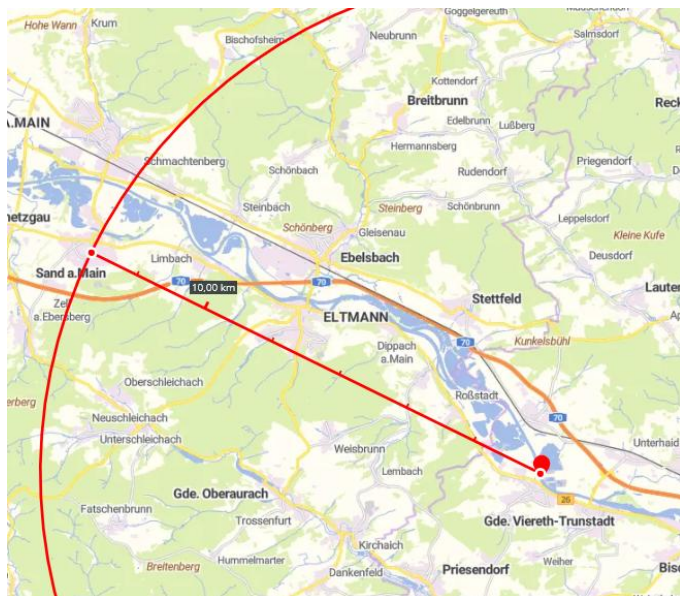 Goggelgereuth
Hohe Wann
Krum
Neubrunn
Salmsdorf
Bischofsheim
Kottendorf
Breitbrunn
Reck
A.MAIN
Edelbrunn
Lußberg
Hermannsberg
Schmachtenberg
Priegendorf
Schönbach
Rudendorf
Steinbach
Steinberg
Schönbrunn
Leppelsdorf
netzgau
Schönberg
Gleisenau
Kleine Kufe
Limbach
Ebelsbach
Deusdorf
Sand a.Main
70
10,00 km
70
Lauter
Zell
a.Ebersberg
Stettfeld
ELTMANN
Kunkelsbühl
70
Dippach
a.Main
Oberschleichach
Roßstadt
erberg
Neuschleichach
70
Unterschleichach
Weisbrunn
Unterhaid
Lembach
Gde. Oberaurach
26
Fatschenbrunn
Trossenfurt
Gde. Viereth-Trunstadt
Kirchaich
Hummelmarter
Weiher
Breitenberg
Dankenfeld
Priesendorf
Bisc